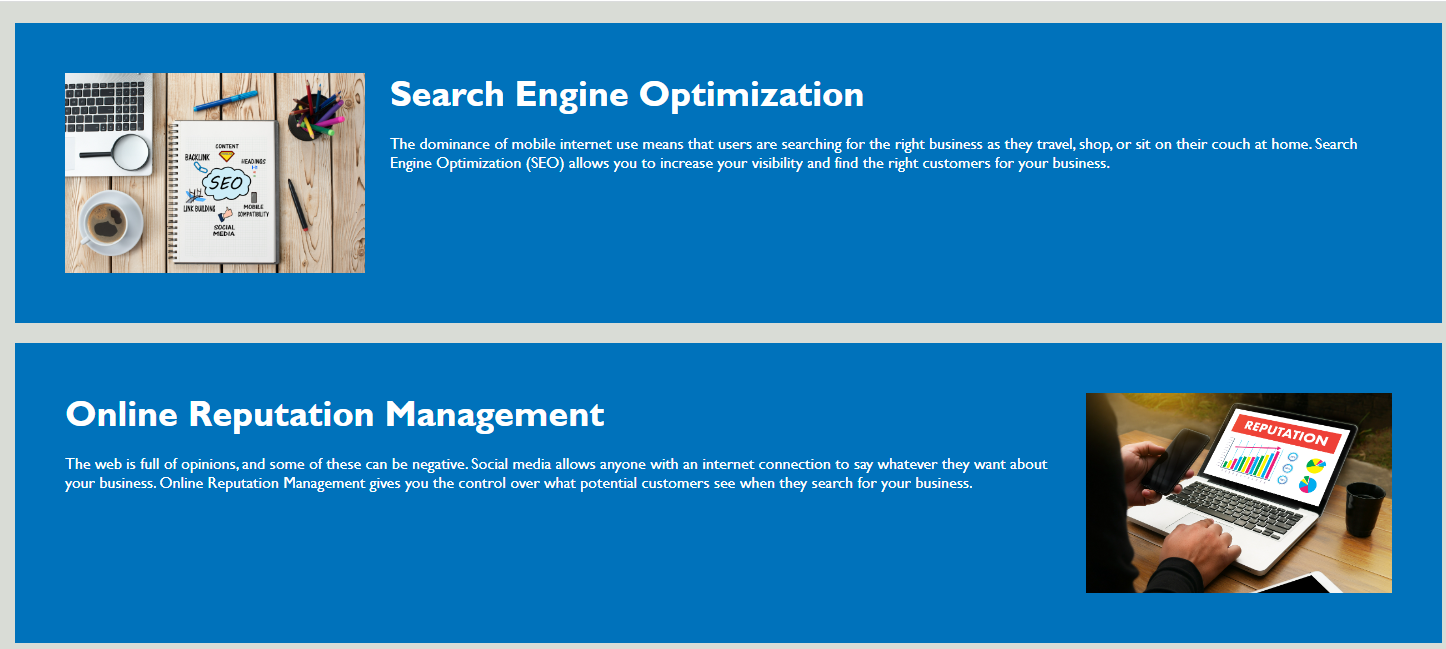 Search Engine Optimization
The dominance of mobile internet use means that users are searching for the right business as they travel, shop, or sit on their couch at home. Search
Engine Optimization (SEO) allows you to increase your visibility and find the right customers for your business.
CONTENT
BACKLINK
HEADINGS
SEO
LINK BUILDING
MOBILE
COMPATIBILITY
SOCIAL
MEDIA
Online Reputation Management
The web is full of opinions, and some of these can be negative. Social media allows anyone with an internet connection to say whatever they want about
your business. Online Reputation Management gives you the control over what potential customers see when they search for your business.
REPUTATION